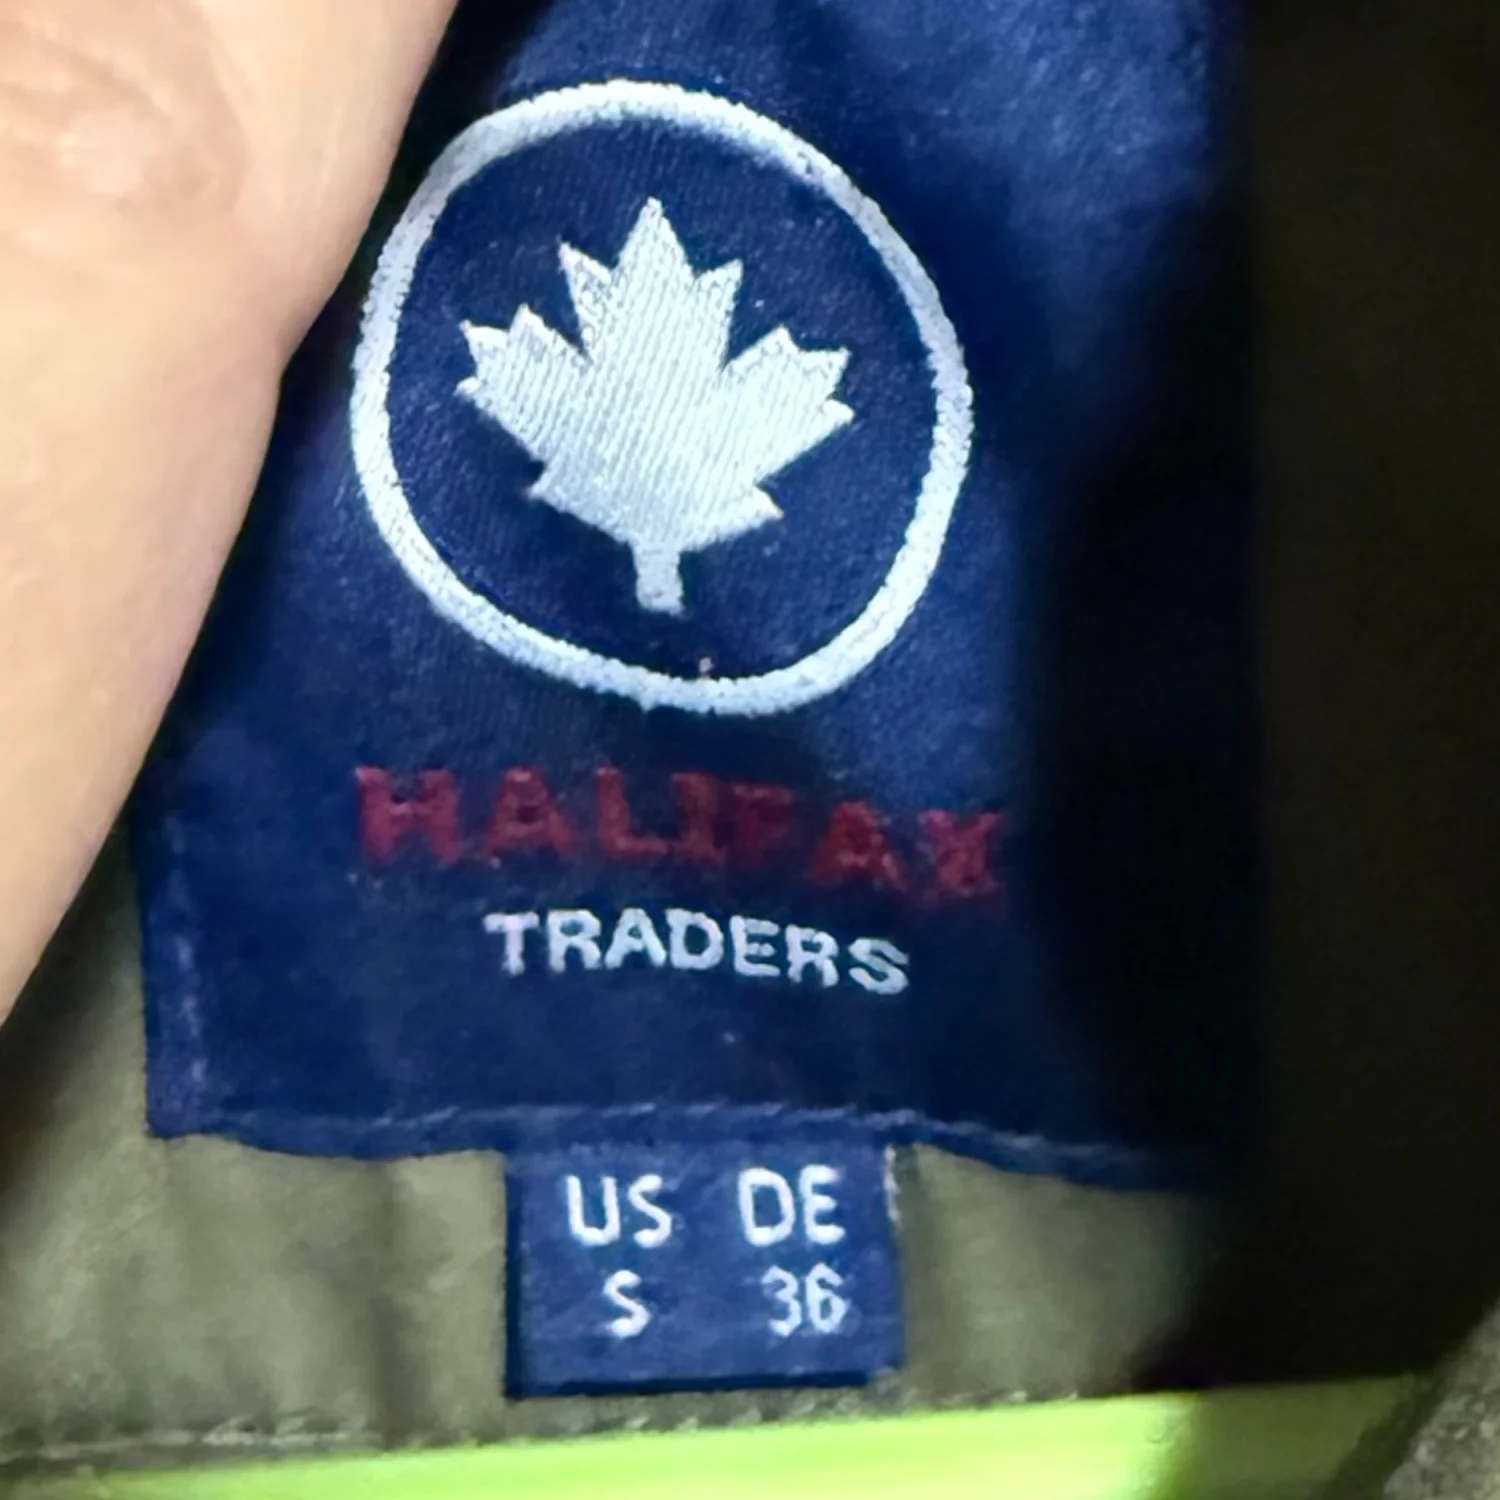 HALIFAX
TRADERS
US DE
S 36